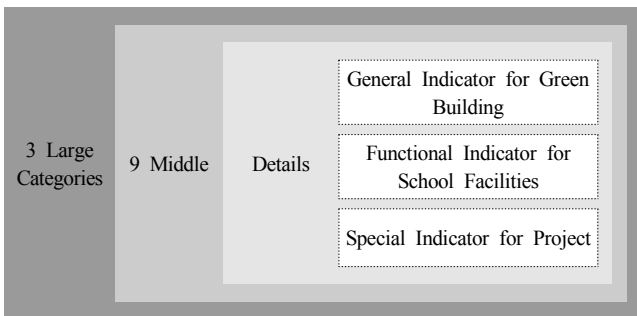 3 Large
Categories
9 Middle
Details
General Indicator for Green
Building
Functional Indicator for
School Facilities
Special Indicator for Project